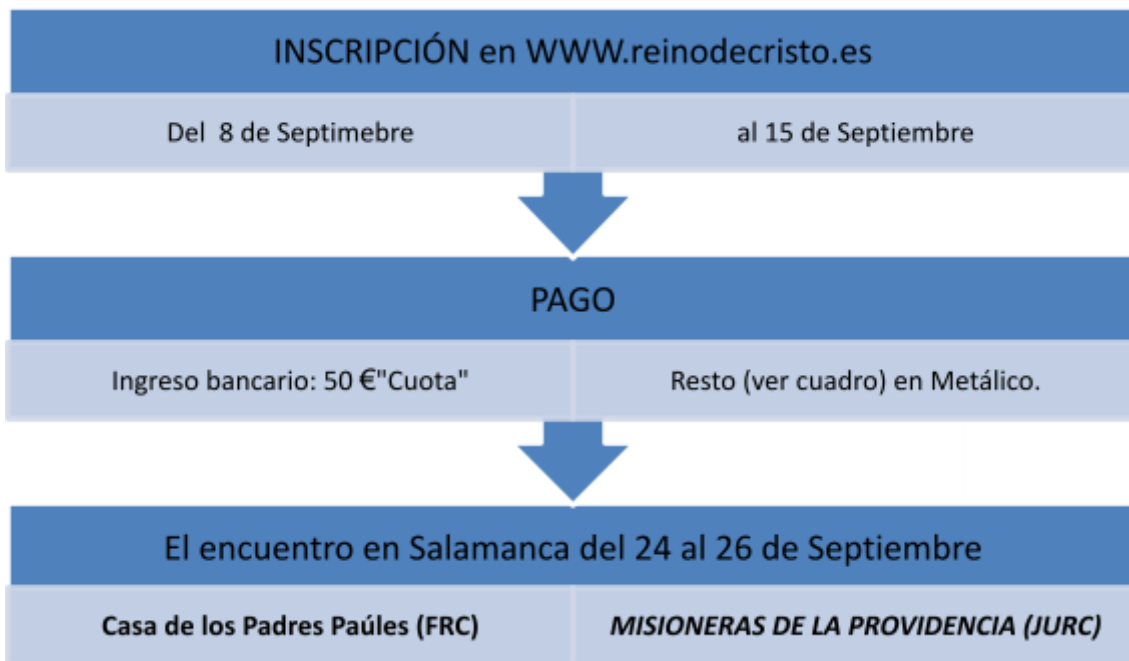 INSCRIPCIÓN en WWW.reinodecristo.es
Del 8 de Septimebre
al 15 de Septiembre
PAGO
Ingreso bancario: 50 €"Cuota"
Resto (ver cuadro) en Metálico.
El encuentro en Salamanca del 24 al 26 de Septiembre
Casa de los Padres Paúles (FRC)
MISIONERAS DE LA PROVIDENCIA (JURC)